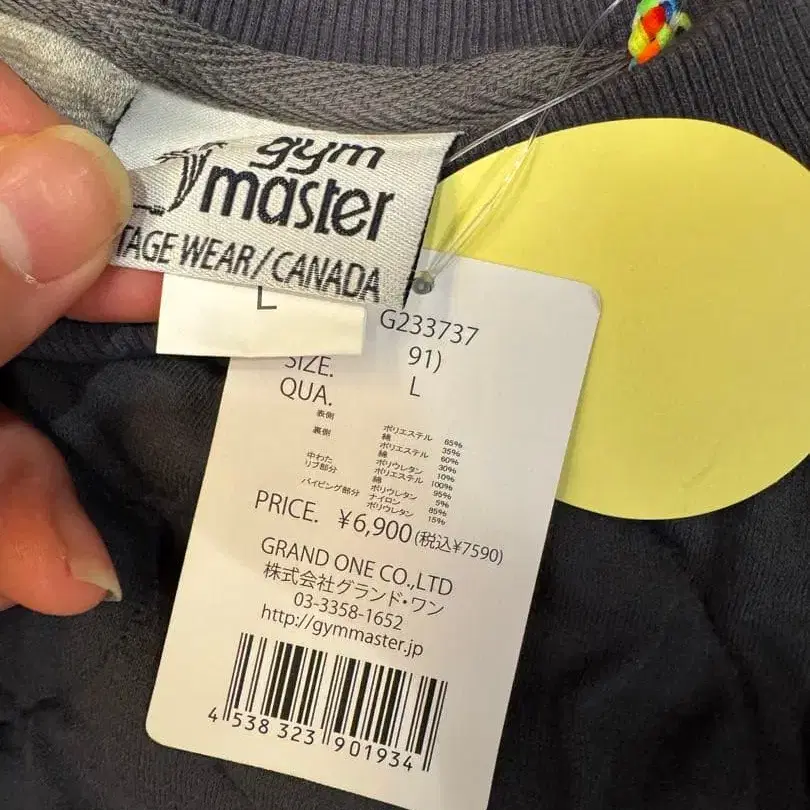 gym
master
TAGE WEAR/CANADA
L
G233737
91)
SIZE. L
QUA.
表側 ポリエステル 65%
綿 35%
裏側 ポリエステル 60%
綿 30%
ポリウレタン 10%
中わた ポリエステル 100%
リブ部分 綿 95%
ポリウレタン 5%
パイピング部分 ナイロン 85%
ポリウレタン 15%
PRICE. ¥6,900(税込¥7590)
GRAND ONE CO.,LTD
株式会社グランド・ワン
03-3358-1652
http://gymmaster.jp
4 538323 901934